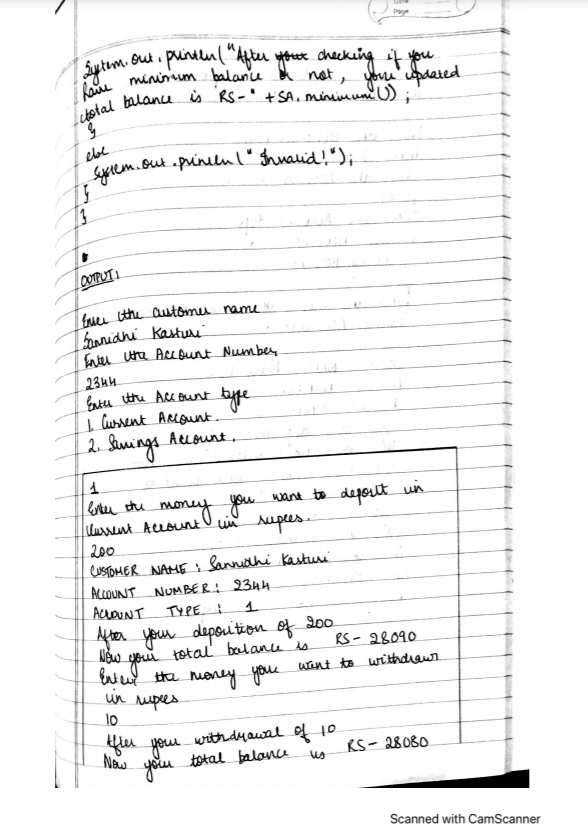 Date
Page
System.out.println("After checking if you
have minimum balance or not, your updated
total balance is RS-" + SA.minimum());
}
else
System.out.println("Invalid!");
}
}
OUTPUT:
Enter the customer name
Sannidhi Kasturi
Enter the Account Number
2344
Enter the Account type
1. Current Account.
2. Savings Account.
1
Enter the money you want to deposit in
Current Account in rupees.
200
CUSTOMER NAME : Sannidhi Kasturi
ACCOUNT NUMBER : 2344
ACCOUNT TYPE : 1
After your deposition of 200
Now your total balance is RS- 28090
Enter the money you want to withdrawn
in rupees
10
After your withdrawal of 10
Now your total balance is RS- 28080
Scanned with CamScanner